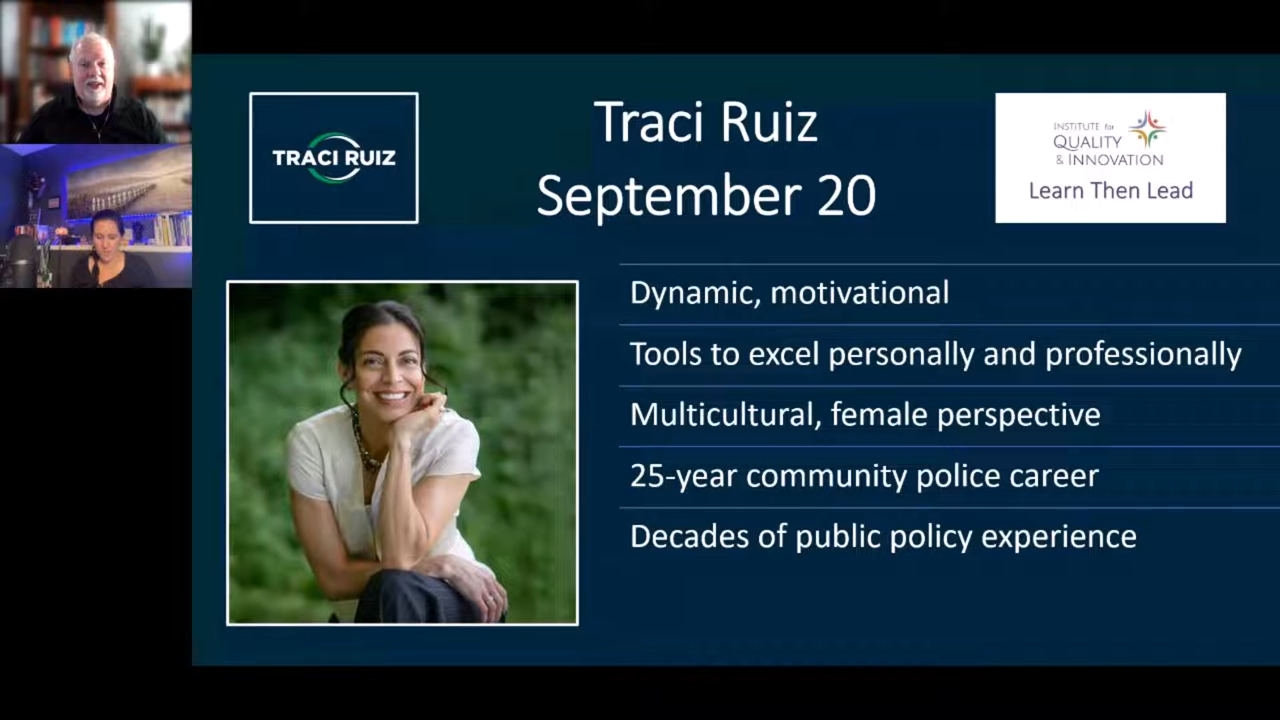 TRACI RUIZ
Traci Ruiz
September 20
INSTITUTE for
QUALITY
& INNOVATION
Learn Then Lead
Dynamic, motivational
Tools to excel personally and professionally
Multicultural, female perspective
25-year community police career
Decades of public policy experience